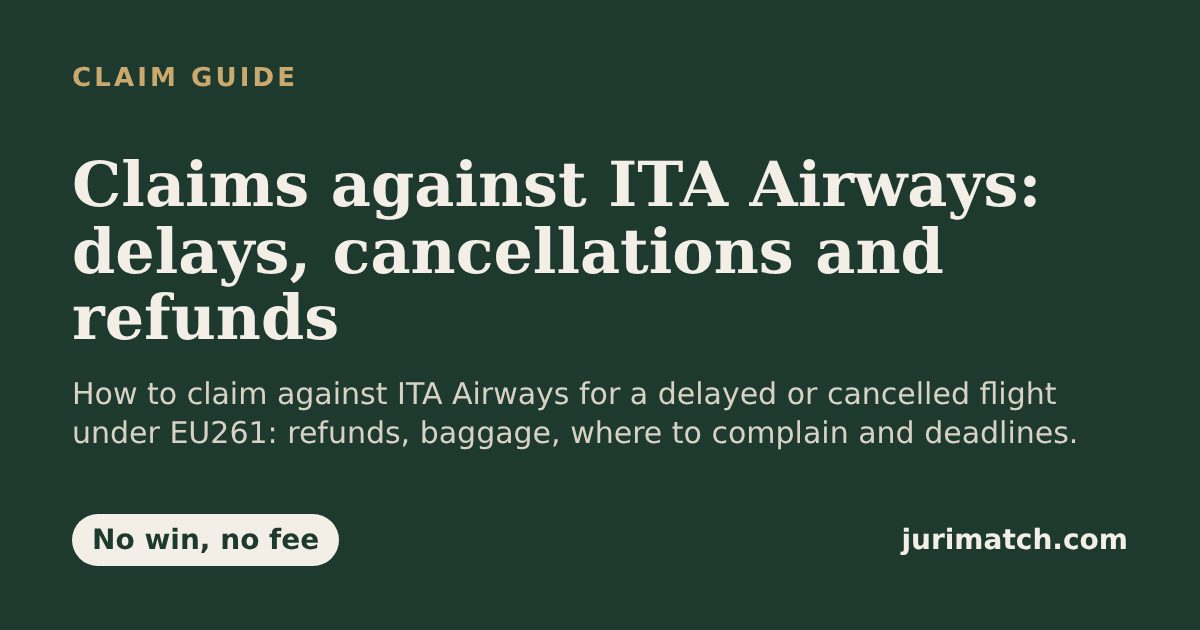 CLAIM GUIDE
Claims against ITA Airways:
delays, cancellations and
refunds
How to claim against ITA Airways for a delayed or cancelled flight
under EU261: refunds, baggage, where to complain and deadlines.
No win, no fee
jurimatch.com